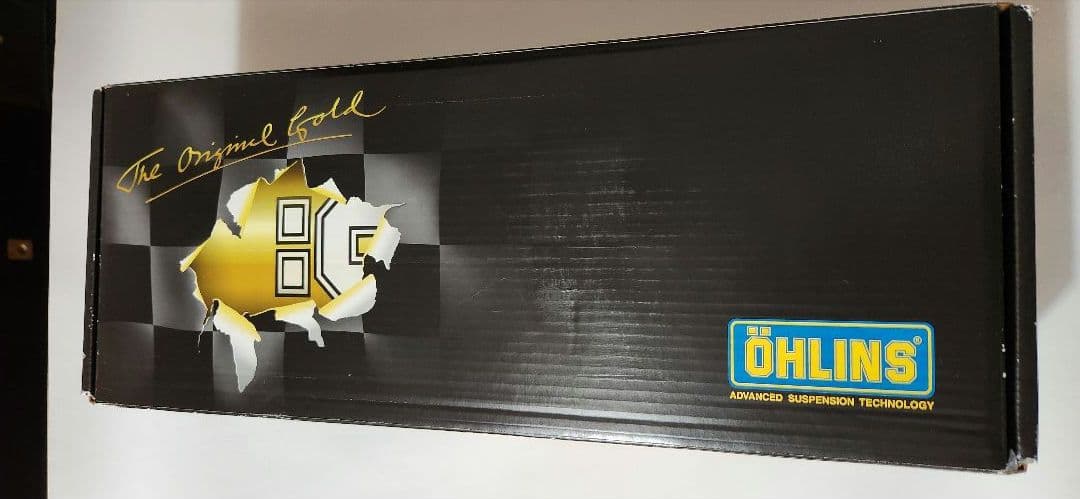 The Original Gold
Ö
ÖHLINS®
ADVANCED SUSPENSION TECHNOLOGY